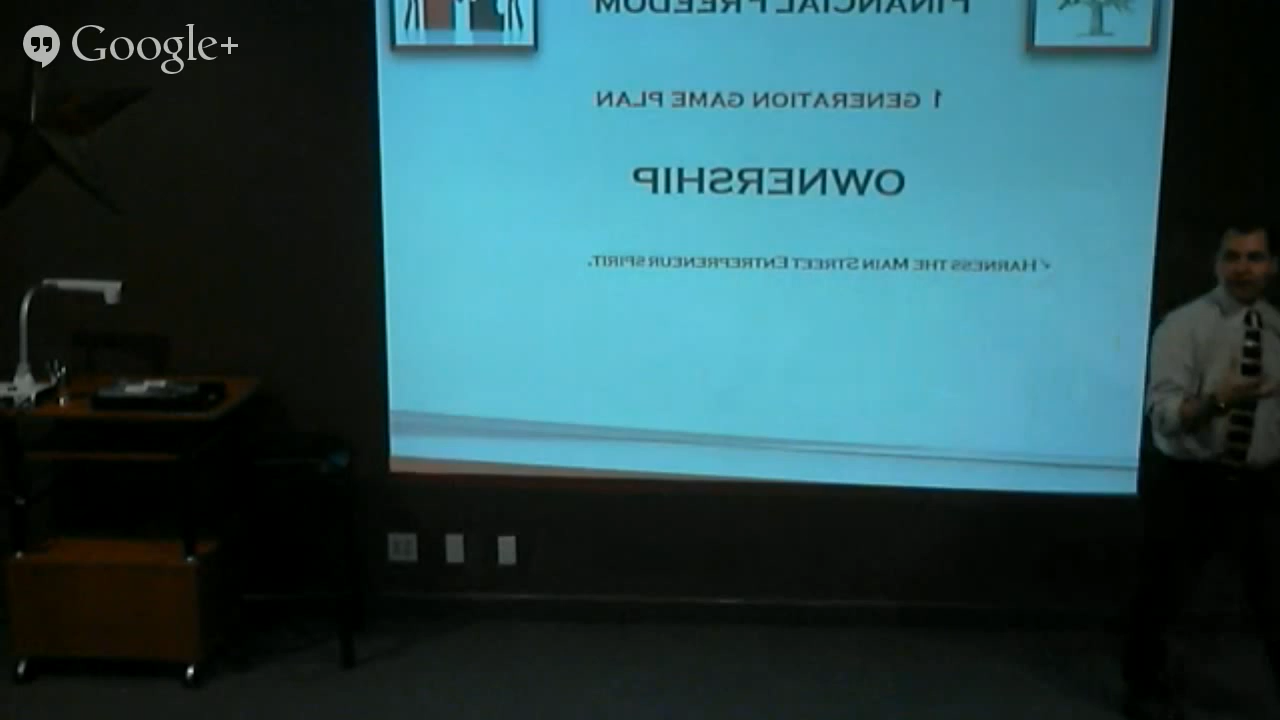 Google+
FINANCIAL FREEDOM
1 GENERATION GAME PLAN
OWNERSHIP
✓ HARNESS THE MAIN STREET ENTREPRENEUR SPIRIT.